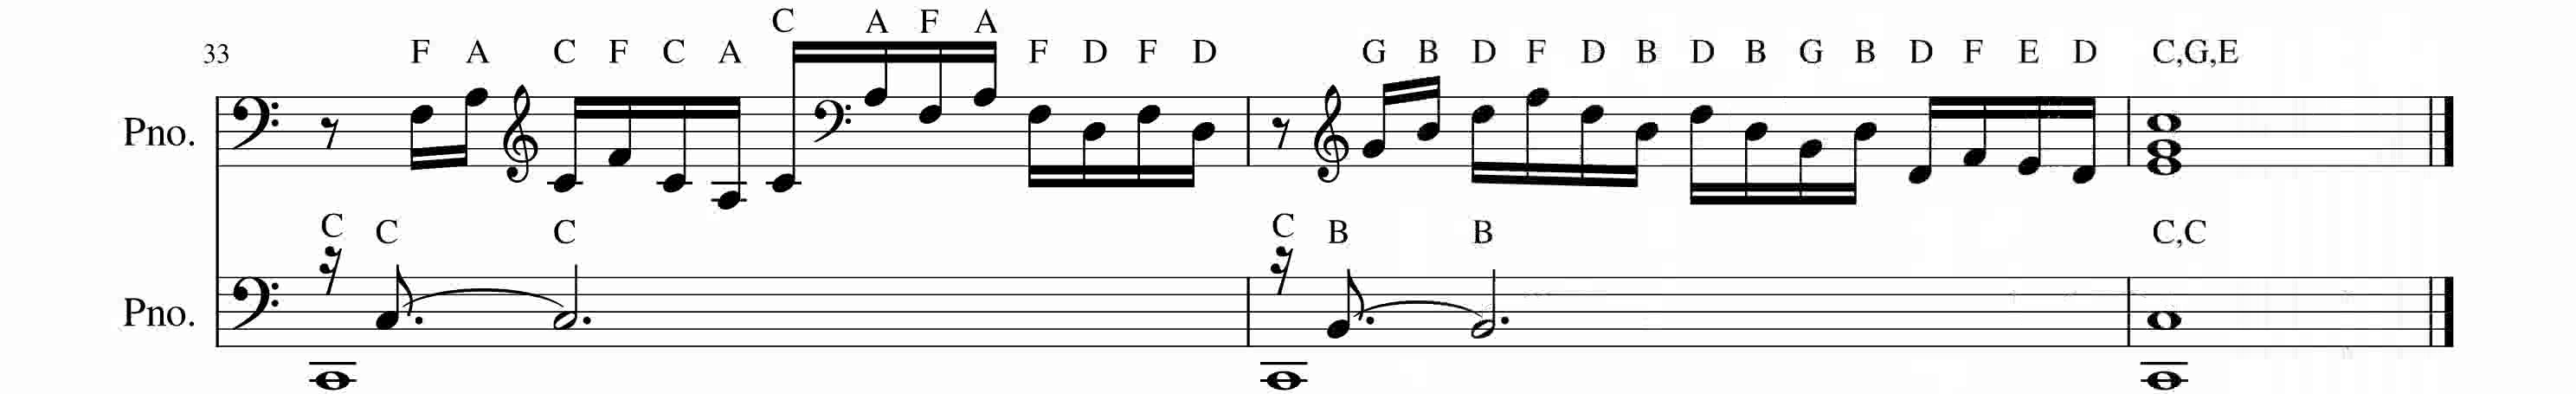 C A F A
33 F A C F C A F D F D G B D F D B D B G B D F E D C,G,E
Pno.
C C C C B B C,C
Pno.